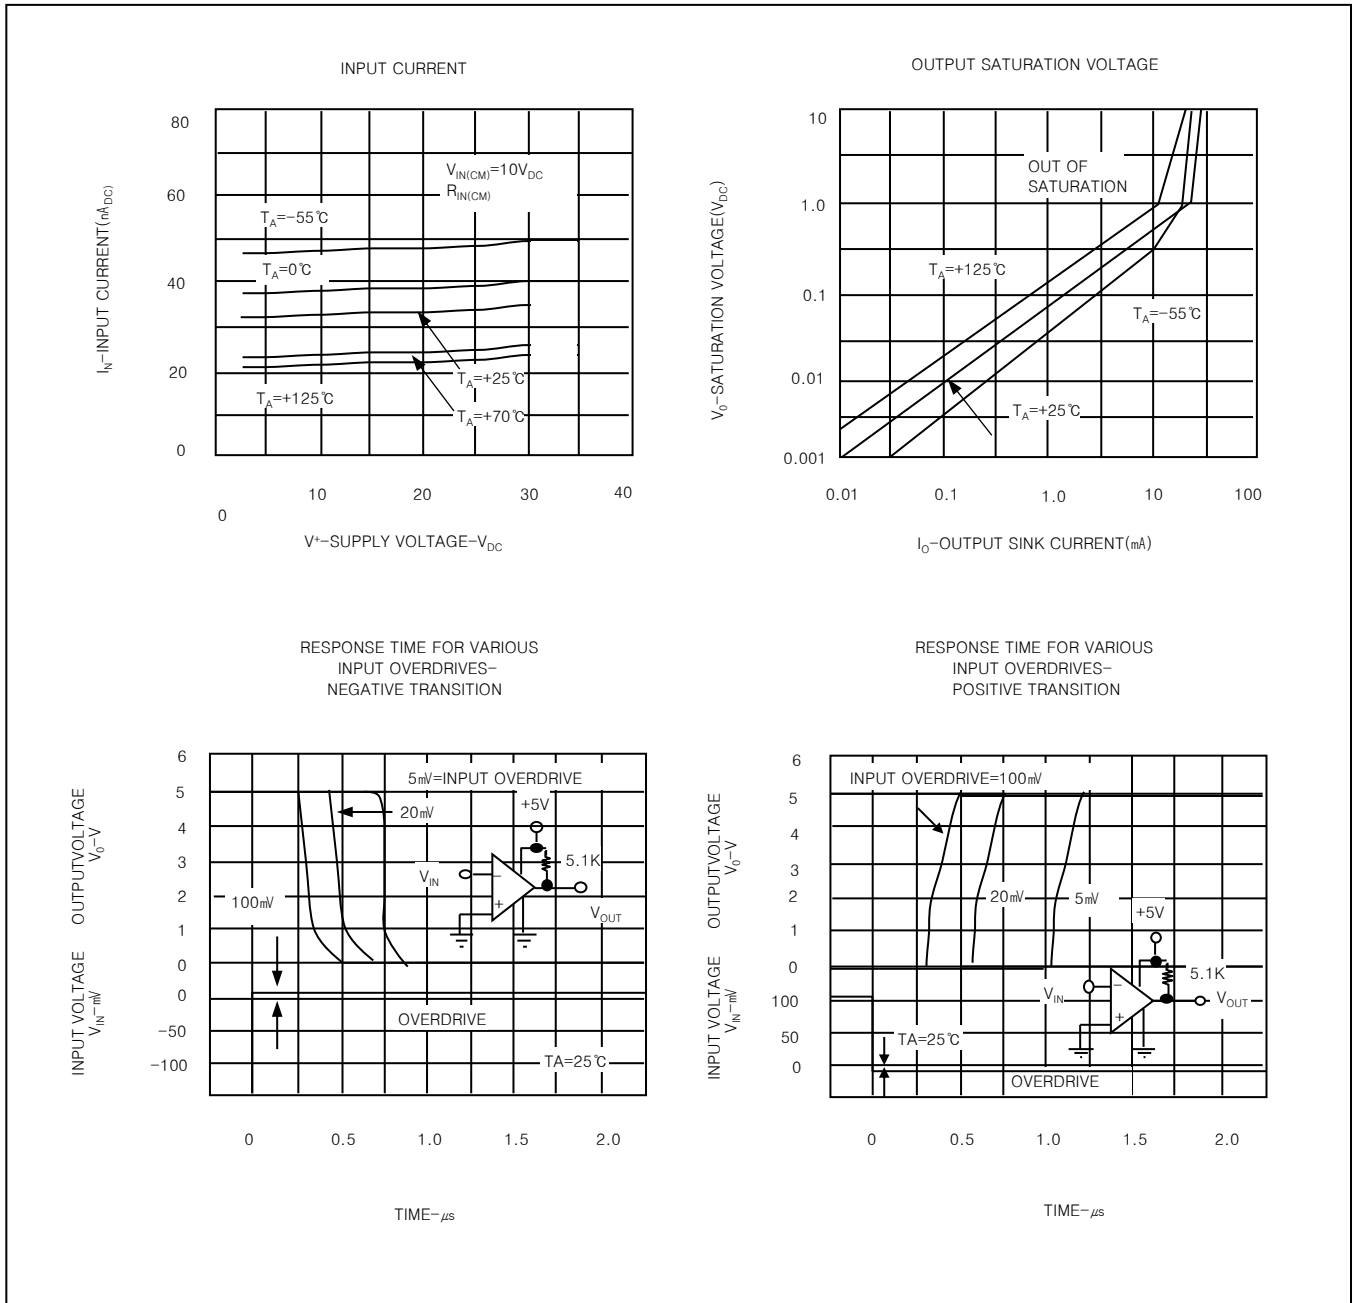 INPUT CURRENT
80
60
40
20
0
I_N-INPUT CURRENT(nA_DC)
V_IN(CM)=10V_DC
R_IN(CM)
T_A=-55℃
T_A=0℃
T_A=+25℃
T_A=+125℃
T_A=+70℃
10
20
30
40
0
V⁺-SUPPLY VOLTAGE-V_DC
OUTPUT SATURATION VOLTAGE
10
1.0
0.1
0.01
0.001
V_0-SATURATION VOLTAGE(V_DC)
OUT OF
SATURATION
T_A=+125℃
T_A=-55℃
T_A=+25℃
0.01
0.1
1.0
10
100
I_O-OUTPUT SINK CURRENT(mA)
RESPONSE TIME FOR VARIOUS
INPUT OVERDRIVES-
NEGATIVE TRANSITION
6
5
4
3
2
1
0
0
-50
-100
OUTPUTVOLTAGE
V_0-V
INPUT VOLTAGE
V_IN-mV
5mV=INPUT OVERDRIVE
20mV
+5V
5.1K
V_IN
-
+
100mV
V_OUT
OVERDRIVE
TA=25℃
0
0.5
1.0
1.5
2.0
TIME-μs
RESPONSE TIME FOR VARIOUS
INPUT OVERDRIVES-
POSITIVE TRANSITION
6
5
4
3
2
1
0
100
50
0
OUTPUTVOLTAGE
V_0-V
INPUT VOLTAGE
V_IN-mV
INPUT OVERDRIVE=100mV
20mV
5mV
+5V
5.1K
V_IN
-
+
V_OUT
TA=25℃
OVERDRIVE
0
0.5
1.0
1.5
2.0
TIME-μs